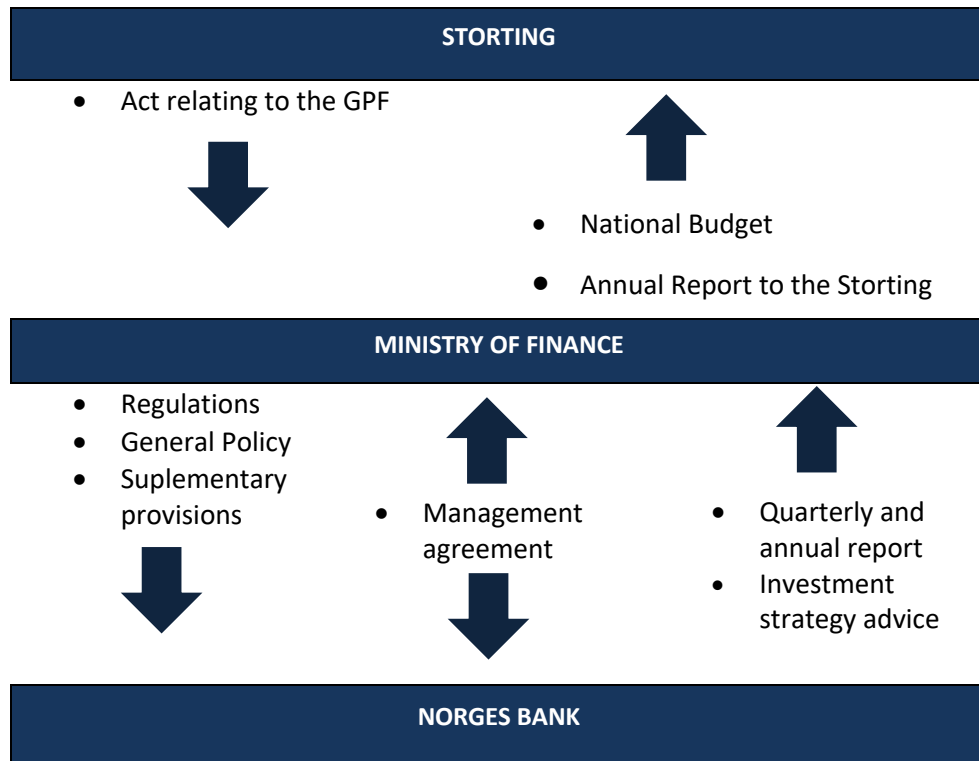 STORTING
• Act relating to the GPF
• National Budget
• Annual Report to the Storting
MINISTRY OF FINANCE
• Regulations
• General Policy
• Suplementary
provisions
• Management
agreement
• Quarterly and
annual report
• Investment
strategy advice
NORGES BANK